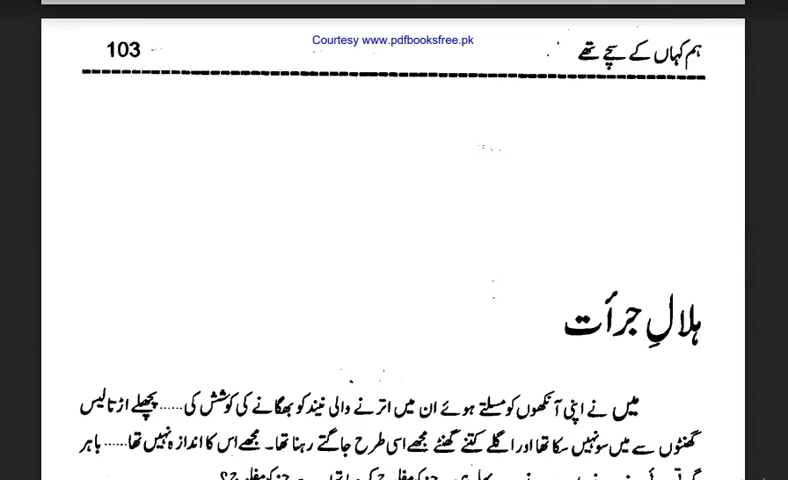 ہم کہاں کے سچے تھے
Courtesy www.pdfbooksfree.pk
103
ہلالِ جرأت
میں نے اپنی آنکھوں کو مسلتے ہوئے ان میں اترنے والی نیند کو بھگانے کی کوشش کی...... پچھلے اڑتالیس
گھنٹوں سے میں سو نہیں سکا تھا اور اگلے کتنے گھنٹے مجھے اسی طرح جاگتے رہنا تھا۔ مجھے اس کا اندازہ نہیں تھا...... باہر